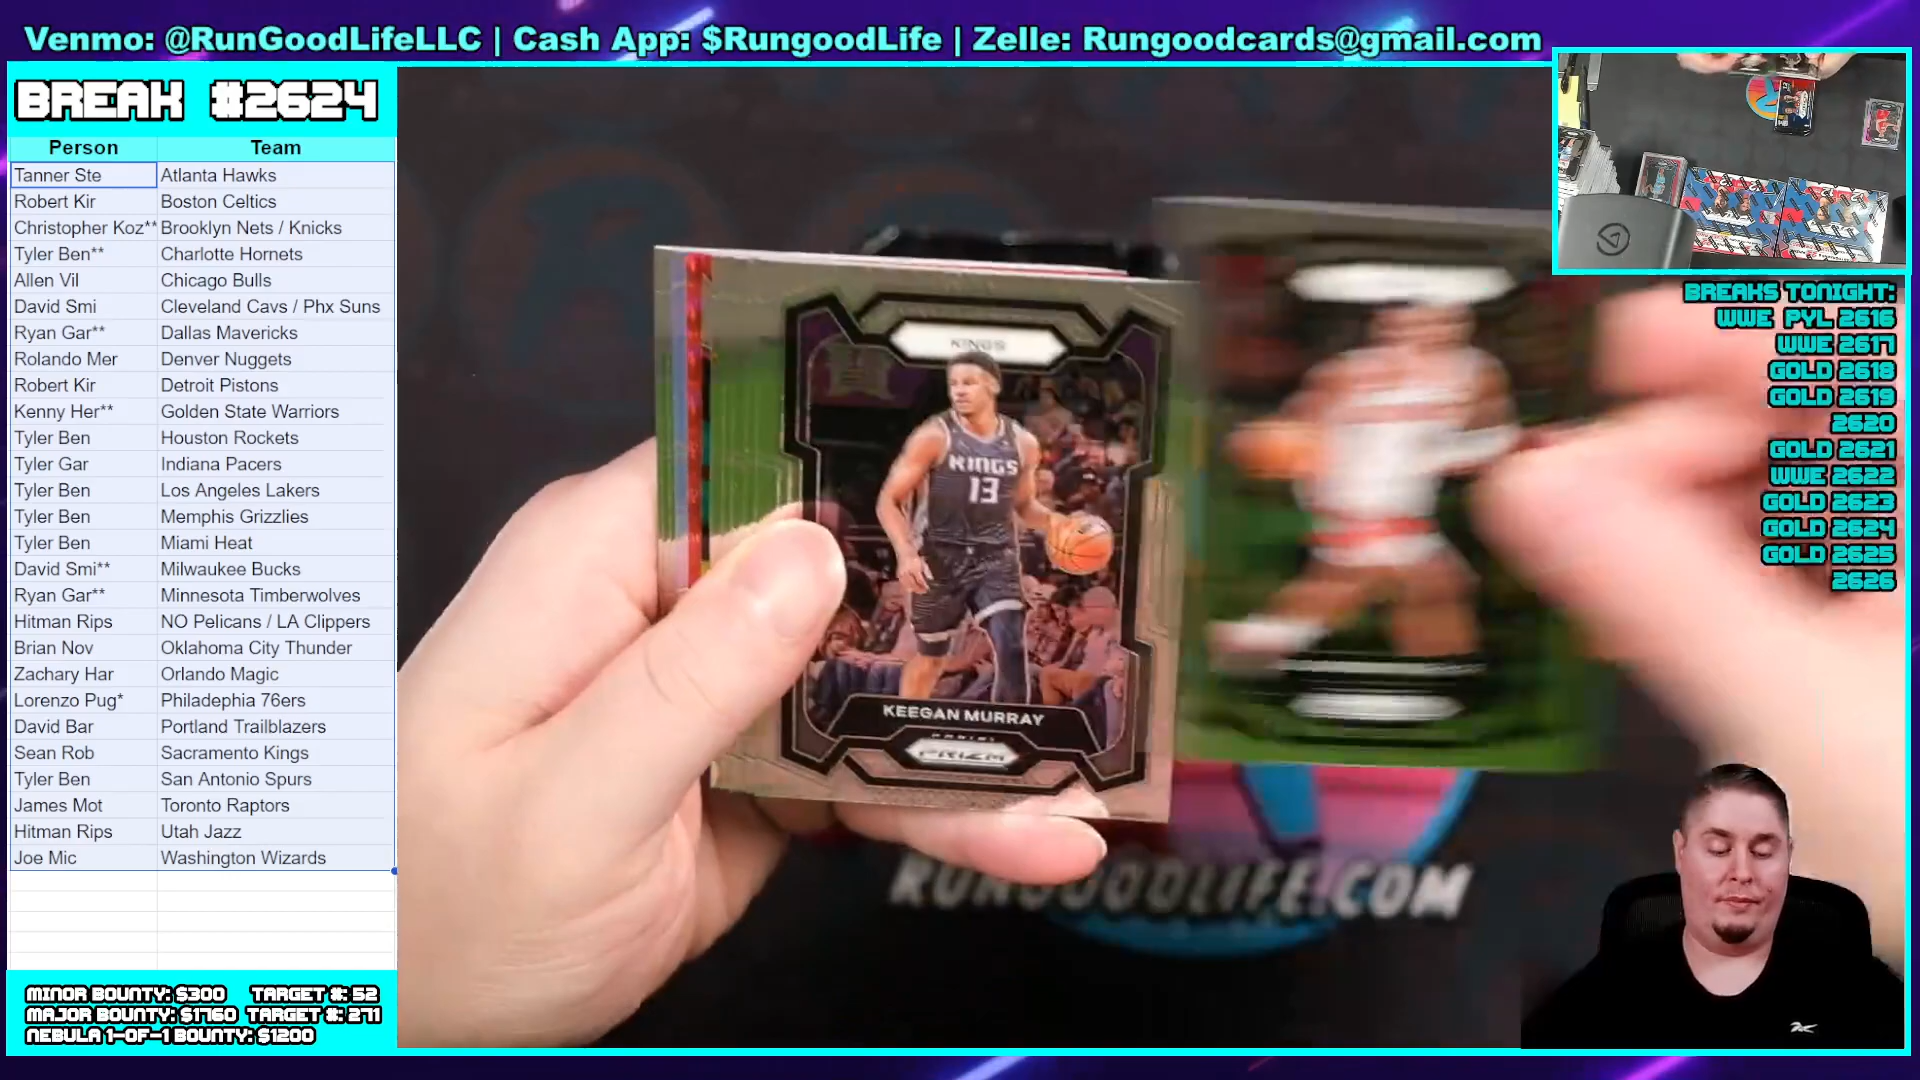 Venmo: @RunGoodLifeLLC | Cash App: $RungoodLife | Zelle: Rungoodcards@gmail.com
BREAK #2624
Person Team
Tanner Ste Atlanta Hawks
Robert Kir Boston Celtics
Christopher Koz** Brooklyn Nets / Knicks
Tyler Ben** Charlotte Hornets
Allen Vil Chicago Bulls
David Smi Cleveland Cavs / Phx Suns
Ryan Gar** Dallas Mavericks
Rolando Mer Denver Nuggets
Robert Kir Detroit Pistons
Kenny Her** Golden State Warriors
Tyler Ben Houston Rockets
Tyler Gar Indiana Pacers
Tyler Ben Los Angeles Lakers
Tyler Ben Memphis Grizzlies
Tyler Ben Miami Heat
David Smi** Milwaukee Bucks
Ryan Gar** Minnesota Timberwolves
Hitman Rips NO Pelicans / LA Clippers
Brian Nov Oklahoma City Thunder
Zachary Har Orlando Magic
Lorenzo Pug* Philadephia 76ers
David Bar Portland Trailblazers
Sean Rob Sacramento Kings
Tyler Ben San Antonio Spurs
James Mot Toronto Raptors
Hitman Rips Utah Jazz
Joe Mic Washington Wizards
MINOR BOUNTY: $300 TARGET #: 52
MAJOR BOUNTY: $1760 TARGET #: 271
NEBULA 1-OF-1 BOUNTY: $1200
KINGS
KINGS
13
KEEGAN MURRAY
PANINI
PRIZM
RUNGOODLIFE.COM
BREAKS TONIGHT:
WWE PYL 2616
WWE 2617
GOLD 2618
GOLD 2619
2620
GOLD 2621
WWE 2622
GOLD 2623
GOLD 2624
GOLD 2625
2626